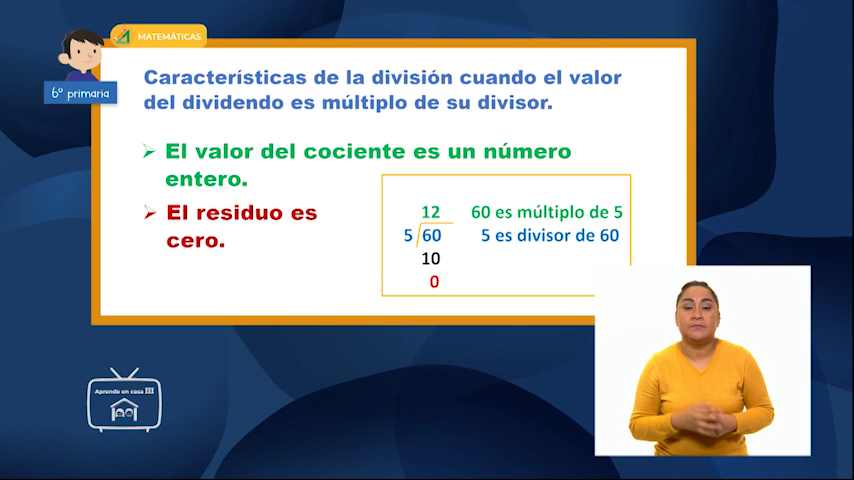 MATEMÁTICAS
6º primaria
Características de la división cuando el valor
del dividendo es múltiplo de su divisor.
➢ El valor del cociente es un número
entero.
➢ El residuo es
cero.
12 60 es múltiplo de 5
5 60 5 es divisor de 60
10
0
Aprende en casa III